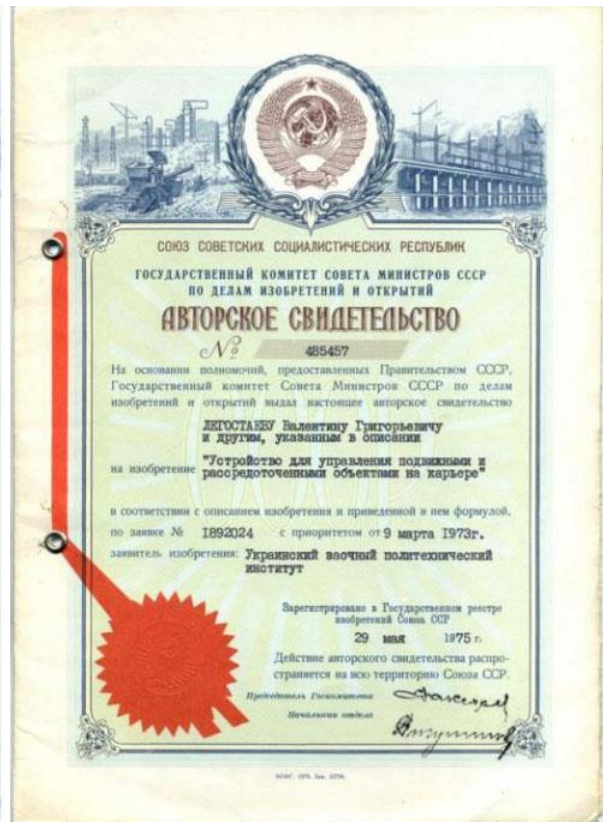 СОЮЗ СОВЕТСКИХ СОЦИАЛИСТИЧЕСКИХ РЕСПУБЛИК
ГОСУДАРСТВЕННЫЙ КОМИТЕТ СОВЕТА МИНИСТРОВ СССР
ПО ДЕЛАМ ИЗОБРЕТЕНИЙ И ОТКРЫТИЙ
АВТОРСКОЕ СВИДЕТЕЛЬСТВО
№ 485457
На основании полномочий, предоставленных Правительством СССР,
Государственный комитет Совета Министров СССР по делам
изобретений и открытий выдал настоящее авторское свидетельство
ЛЕГОСТАЕВУ Валентину Григорьевичу
и другим, указанным в описании
на изобретение "Устройство для управления подвижными и
рассредоточенными объектами на карьере"
в соответствии с описанием изобретения и приведенной в нем формулой,
по заявке № I892024 с приоритетом от 9 марта 1973г.
заявитель изобретения: Украинский заочный политехнический
институт
Зарегистрировано в Государственном реестре
изобретений Союза ССР
29 мая 1975 г.
Действие авторского свидетельства распро-
страняется на всю территорию Союза ССР.
Председатель Госкомитета
Начальник отдела